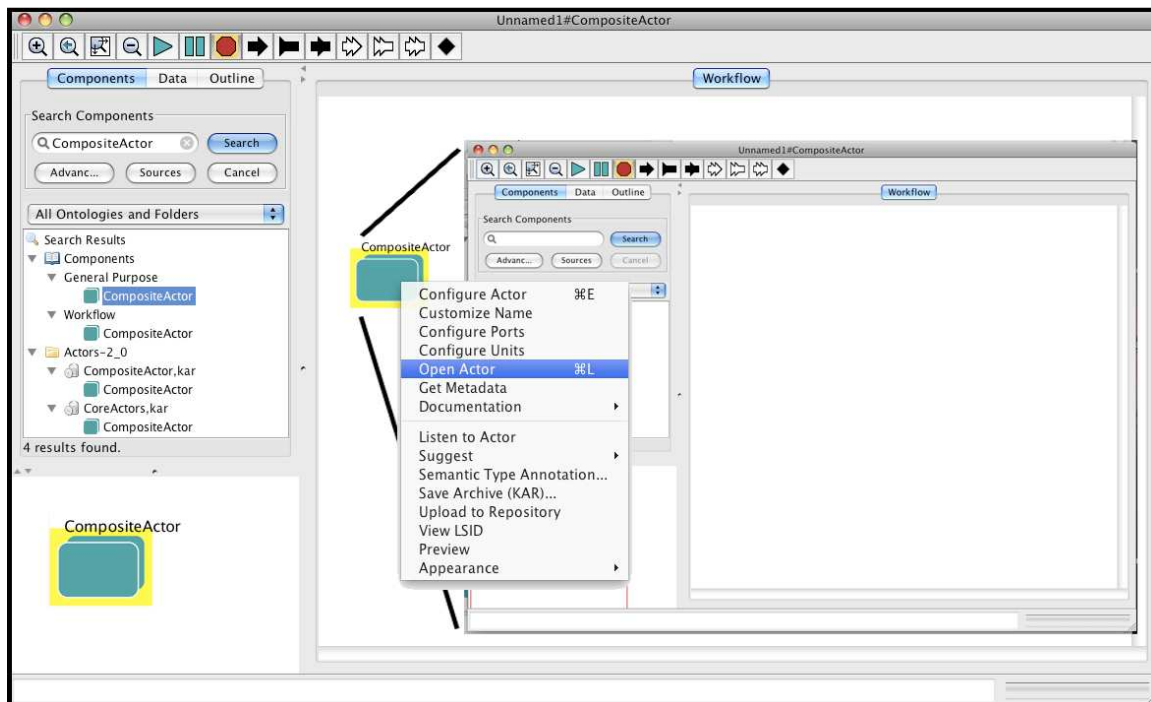 Unnamed1#CompositeActor
Components Data Outline
Workflow
Search Components
CompositeActor Search
Advanc... Sources Cancel
All Ontologies and Folders
Search Results
Components
General Purpose
CompositeActor
Workflow
CompositeActor
Actors-2_0
CompositeActor,kar
CompositeActor
CoreActors,kar
CompositeActor
4 results found.
CompositeActor
CompositeActor
Unnamed1#CompositeActor
Components Data Outline
Workflow
Search Components
Search
Advanc... Sources Cancel
Configure Actor ⌘E
Customize Name
Configure Ports
Configure Units
Open Actor ⌘L
Get Metadata
Documentation
Listen to Actor
Suggest
Semantic Type Annotation...
Save Archive (KAR)...
Upload to Repository
View LSID
Preview
Appearance